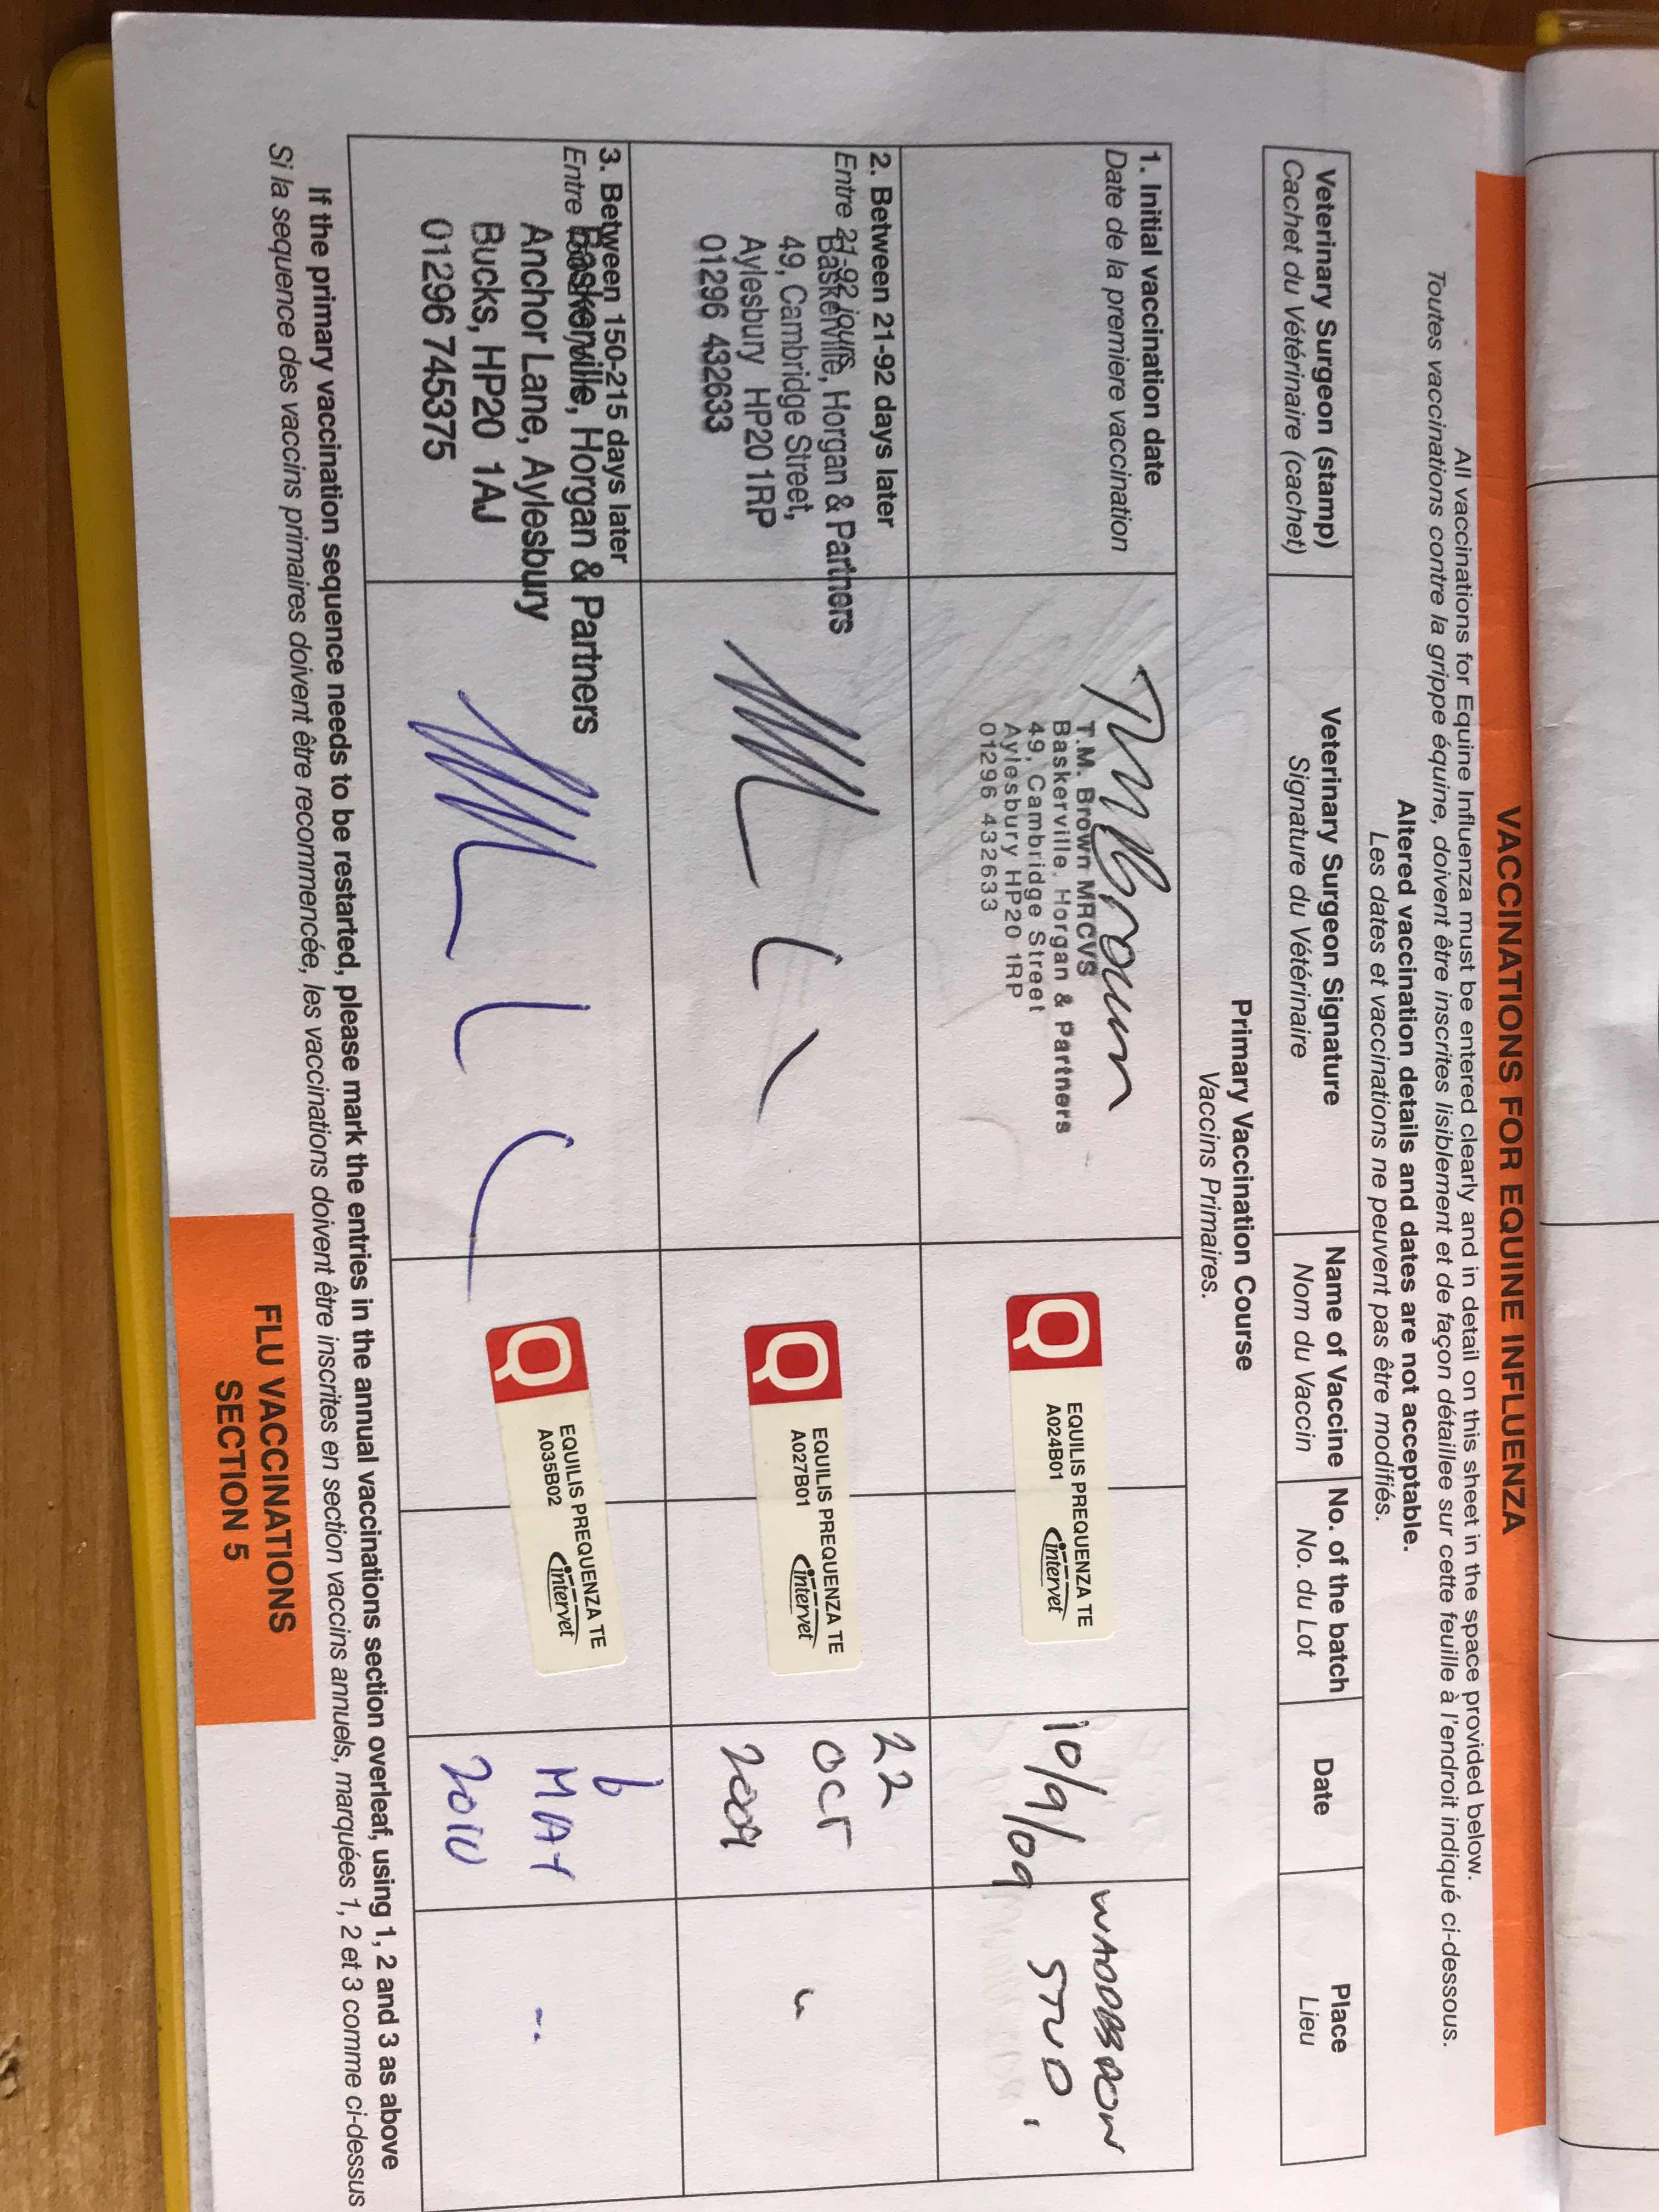 VACCINATIONS FOR EQUINE INFLUENZA
All vaccinations for Equine Influenza must be entered clearly and in detail on this sheet in the space provided below.
Toutes vaccinations contre la grippe équine, doivent être inscrites lisiblement et de façon détaillee sur cette feuille à l'endroit indiqué ci-dessous.
Altered vaccination details and dates are not acceptable.
Les dates et vaccinations ne peuvent pas être modifiés.
Veterinary Surgeon (stamp)
Cachet du Vétérinaire (cachet)
Veterinary Surgeon Signature
Signature du Vétérinaire
Name of Vaccine
Nom du Vaccin
No. of the batch
No. du Lot
Date
Place
Lieu
Primary Vaccination Course
Vaccins Primaires.
1. Initial vaccination date
Date de la premiere vaccination
TMBrown
T.M. Brown MRCVS
Baskerville, Horgan & Partners
49, Cambridge Street
Aylesbury HP20 1RP
01296 432633
EQUILIS PREQUENZA TE
A024B01 intervet
10/9/09
WADDESDON
STUD
2. Between 21-92 days later
Entre 21-92 jours
Baskerville, Horgan & Partners
49, Cambridge Street,
Aylesbury HP20 1RP
01296 432633
EQUILIS PREQUENZA TE
A027B01 intervet
22
OCT
2009
"
3. Between 150-215 days later
Entre
Baskerville, Horgan & Partners
Anchor Lane, Aylesbury
Bucks, HP20 1AJ
01296 745375
EQUILIS PREQUENZA TE
A035B02 intervet
6
MAY
2010
If the primary vaccination sequence needs to be restarted, please mark the entries in the annual vaccinations section overleaf, using 1, 2 and 3 as above
Si la sequence des vaccins primaires doivent être recommencée, les vaccinations doivent être inscrites en section vaccins annuels, marquées 1, 2 et 3 comme ci-dessus
FLU VACCINATIONS
SECTION 5